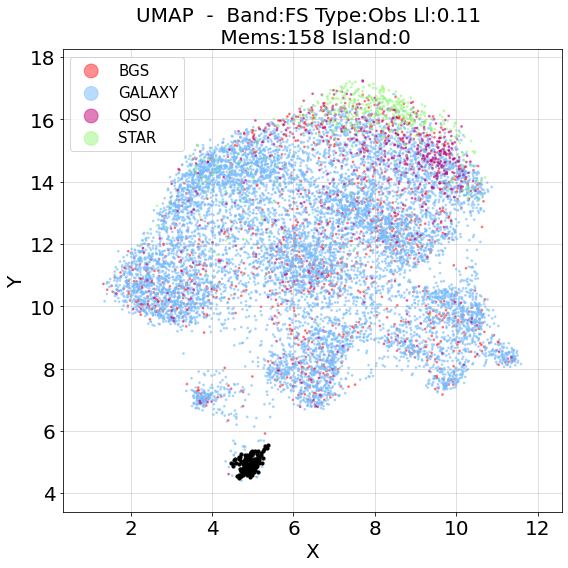 UMAP - Band:FS Type:Obs Ll:0.11
Mems:158 Island:0
18
16
14
12
10
8
6
4
Y
BGS
GALAXY
QSO
STAR
2 4 6 8 10 12
X